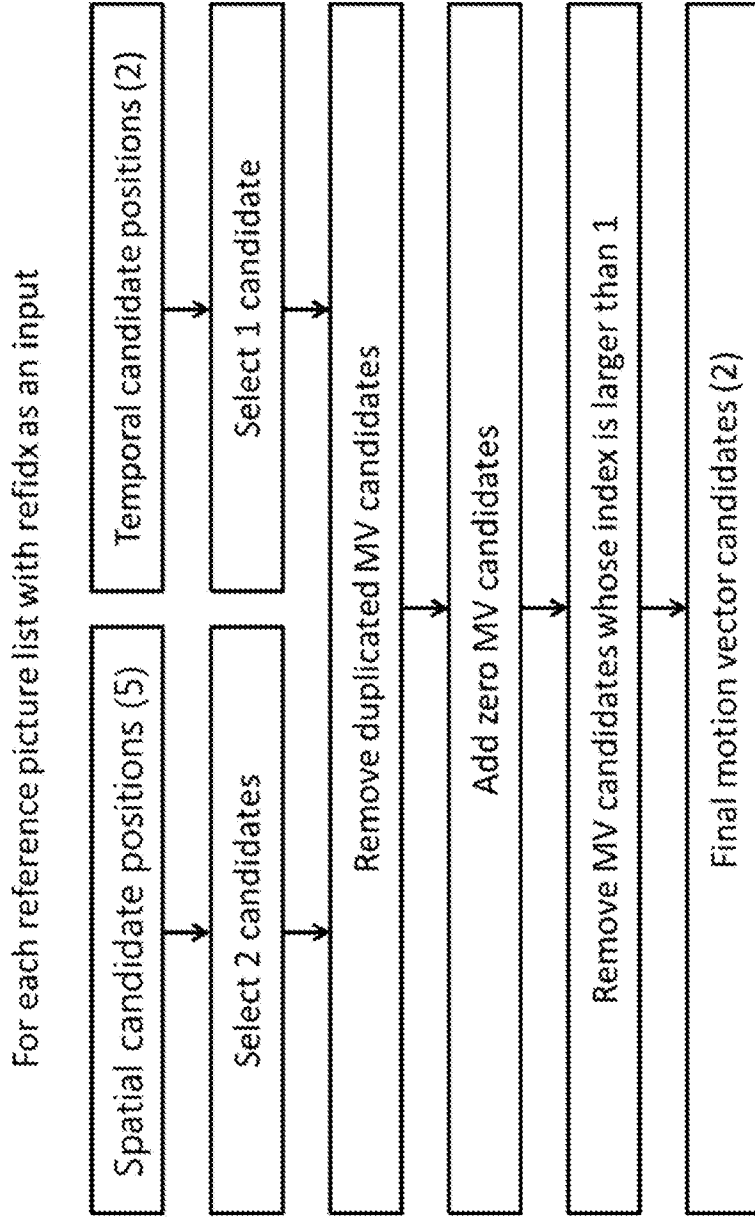 For each reference picture list with refidx as an input
Spatial candidate positions (5)
Temporal candidate positions (2)
Select 2 candidates
Select 1 candidate
Remove duplicated MV candidates
Add zero MV candidates
Remove MV candidates whose index is larger than 1
Final motion vector candidates (2)